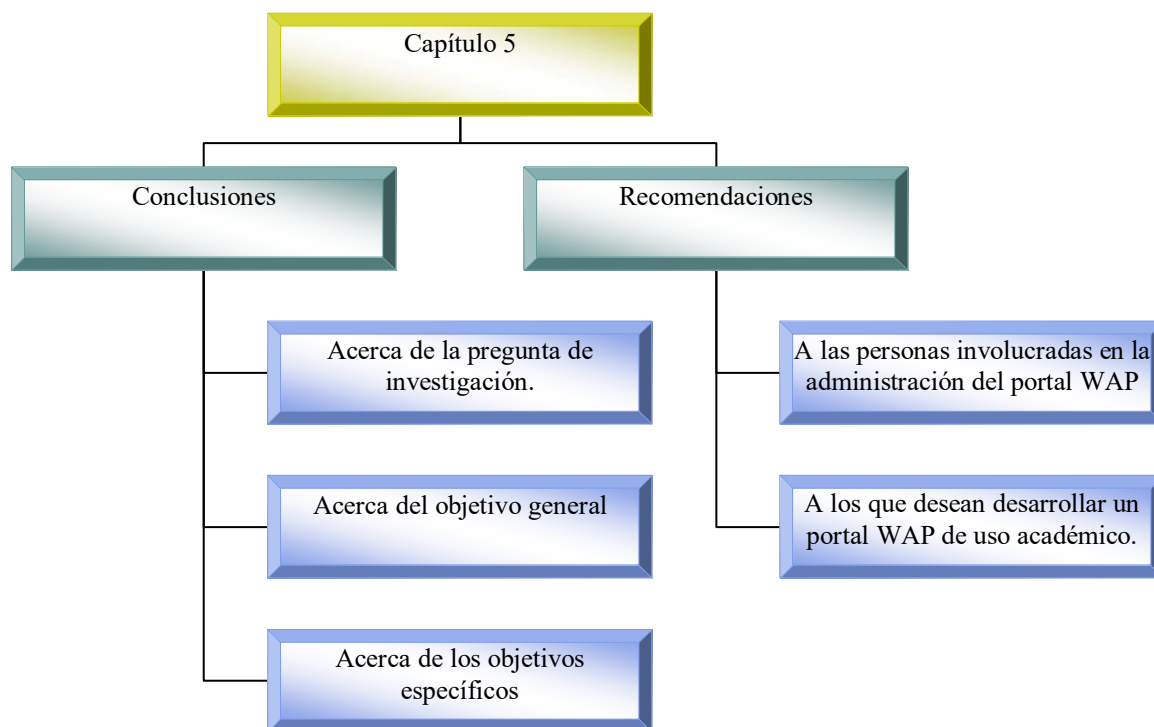 Capítulo 5
Conclusiones
Recomendaciones
Acerca de la pregunta de
investigación.
A las personas involucradas en la
administración del portal WAP
Acerca del objetivo general
A los que desean desarrollar un
portal WAP de uso académico.
Acerca de los objetivos
específicos